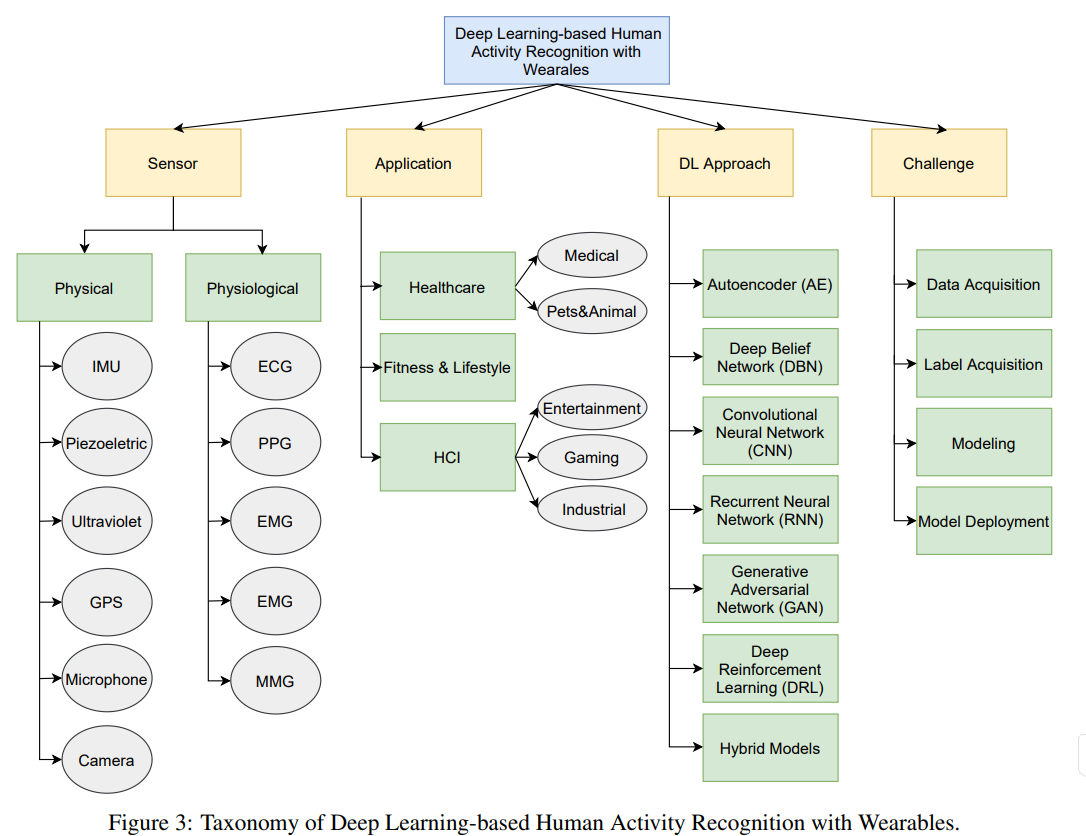 Deep Learning-based Human
Activity Recognition with
Wearales
Sensor
Application
DL Approach
Challenge
Physical
Physiological
IMU
Piezoeletric
Ultraviolet
GPS
Microphone
Camera
ECG
PPG
EMG
EMG
MMG
Healthcare
Medical
Pets&Animal
Fitness & Lifestyle
HCI
Entertainment
Gaming
Industrial
Autoencoder (AE)
Deep Belief
Network (DBN)
Convolutional
Neural Network
(CNN)
Recurrent Neural
Network (RNN)
Generative
Adversarial
Network (GAN)
Deep
Reinforcement
Learning (DRL)
Hybrid Models
Data Acquisition
Label Acquisition
Modeling
Model Deployment
Figure 3: Taxonomy of Deep Learning-based Human Activity Recognition with Wearables.